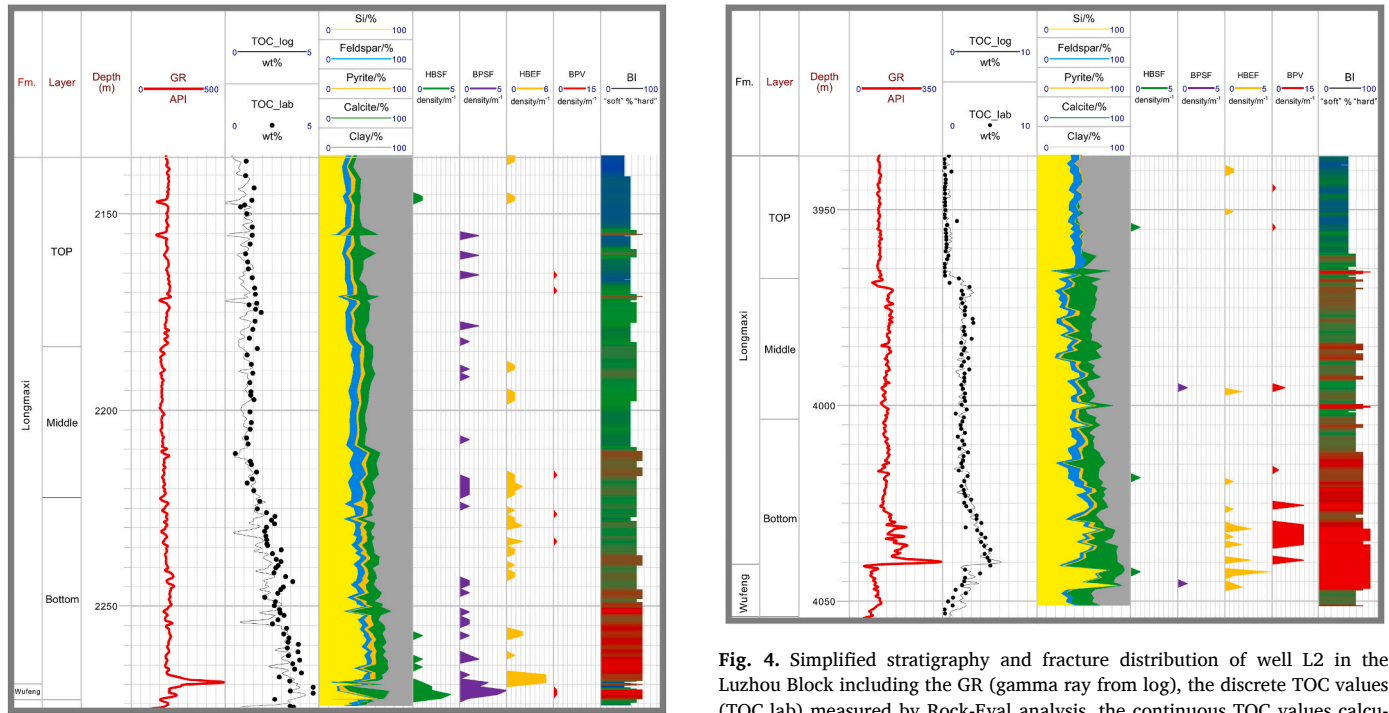 Fm.
Layer
Depth
(m)
GR
0 500
API
TOC_log
0 5
wt%
TOC_lab
0 5
wt%
Si/%
0 100
Feldspar/%
0 100
Pyrite/%
0 100
Calcite/%
0 100
Clay/%
0 100
HBSF
0 5
density/m⁻¹
BPSF
0 5
density/m⁻¹
HBEF
0 6
density/m⁻¹
BPV
0 15
density/m⁻¹
BI
0 100
"soft" % "hard"
Longmaxi
Wufeng
TOP
Middle
Bottom
2150
2200
2250
Fm.
Layer
Depth
(m)
GR
0 350
API
TOC_log
0 10
wt%
TOC_lab
0 10
wt%
Si/%
0 100
Feldspar/%
0 100
Pyrite/%
0 100
Calcite/%
0 100
Clay/%
0 100
HBSF
0 5
density/m⁻¹
BPSF
0 5
density/m⁻¹
HBEF
0 5
density/m⁻¹
BPV
0 15
density/m⁻¹
BI
0 100
"soft" % "hard"
Longmaxi
Wufeng
TOP
Middle
Bottom
3950
4000
4050
Fig. 4. Simplified stratigraphy and fracture distribution of well L2 in the
Luzhou Block including the GR (gamma ray from log), the discrete TOC values
(TOC lab) measured by Rock-Eval analysis, the continuous TOC values calcu-